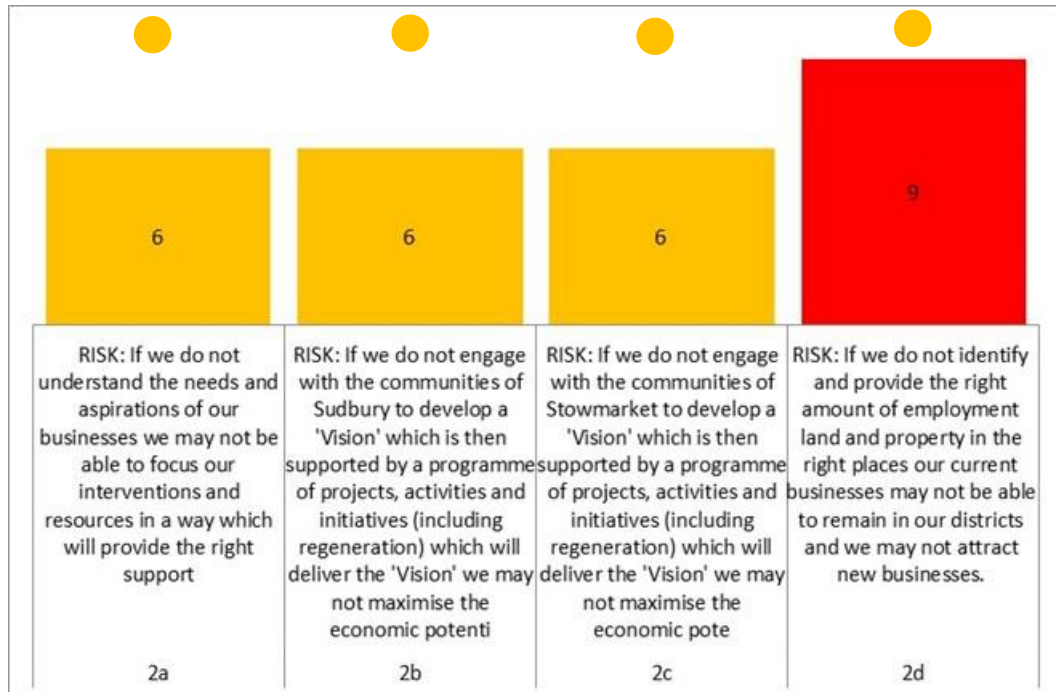 6
6
6
9
RISK: If we do not
understand the needs and
aspirations of our
businesses we may not be
able to focus our
interventions and
resources in a way which
will provide the right
support
2a
RISK: If we do not engage
with the communities of
Sudbury to develop a
'Vision' which is then
supported by a programme
of projects, activities and
initiatives (including
regeneration) which will
deliver the 'Vision' we may
not maximise the
economic potenti
2b
RISK: If we do not engage
with the communities of
Stowmarket to develop a
'Vision' which is then
supported by a programme
of projects, activities and
initiatives (including
regeneration) which will
deliver the 'Vision' we may
not maximise the
economic pote
2c
RISK: If we do not identify
and provide the right
amount of employment
land and property in the
right places our current
businesses may not be able
to remain in our districts
and we may not attract
new businesses.
2d